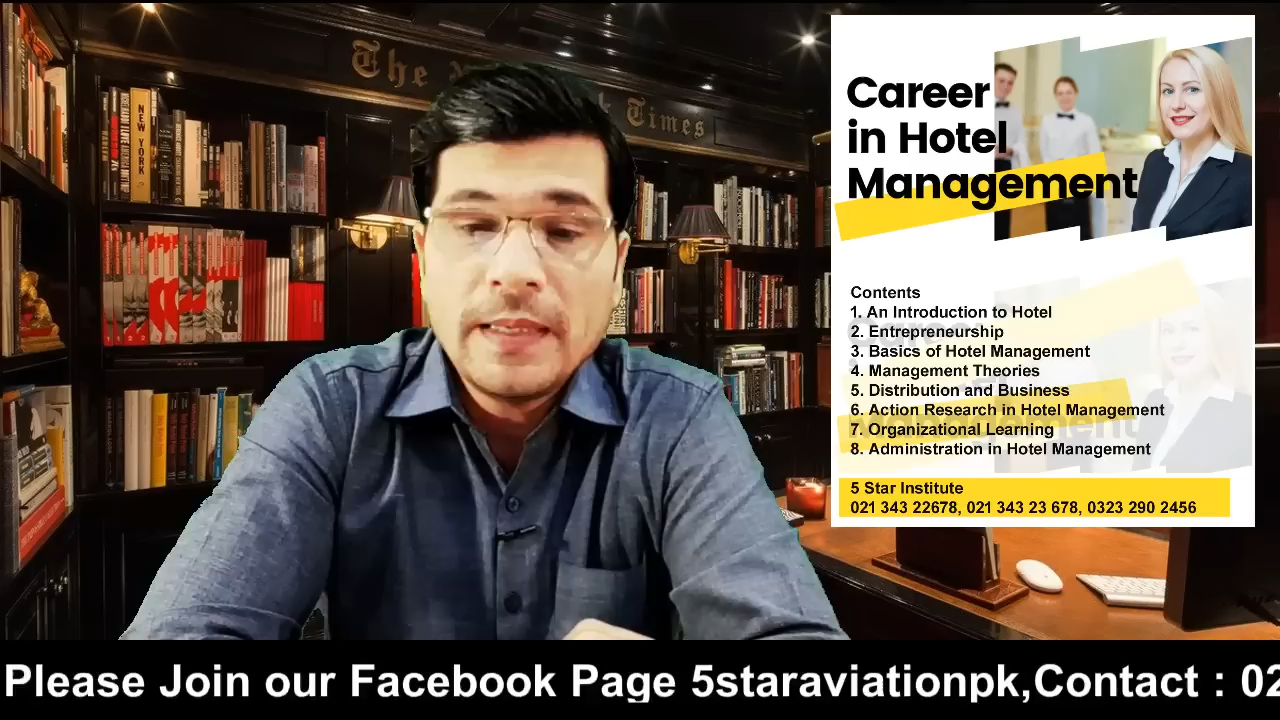 The
Times
NEW YORK
Career
in Hotel
Management
Contents
1. An Introduction to Hotel
2. Entrepreneurship
3. Basics of Hotel Management
4. Management Theories
5. Distribution and Business
6. Action Research in Hotel Management
7. Organizational Learning
8. Administration in Hotel Management
5 Star Institute
021 343 22678, 021 343 23 678, 0323 290 2456
Please Join our Facebook Page 5staraviationpk,Contact : 02